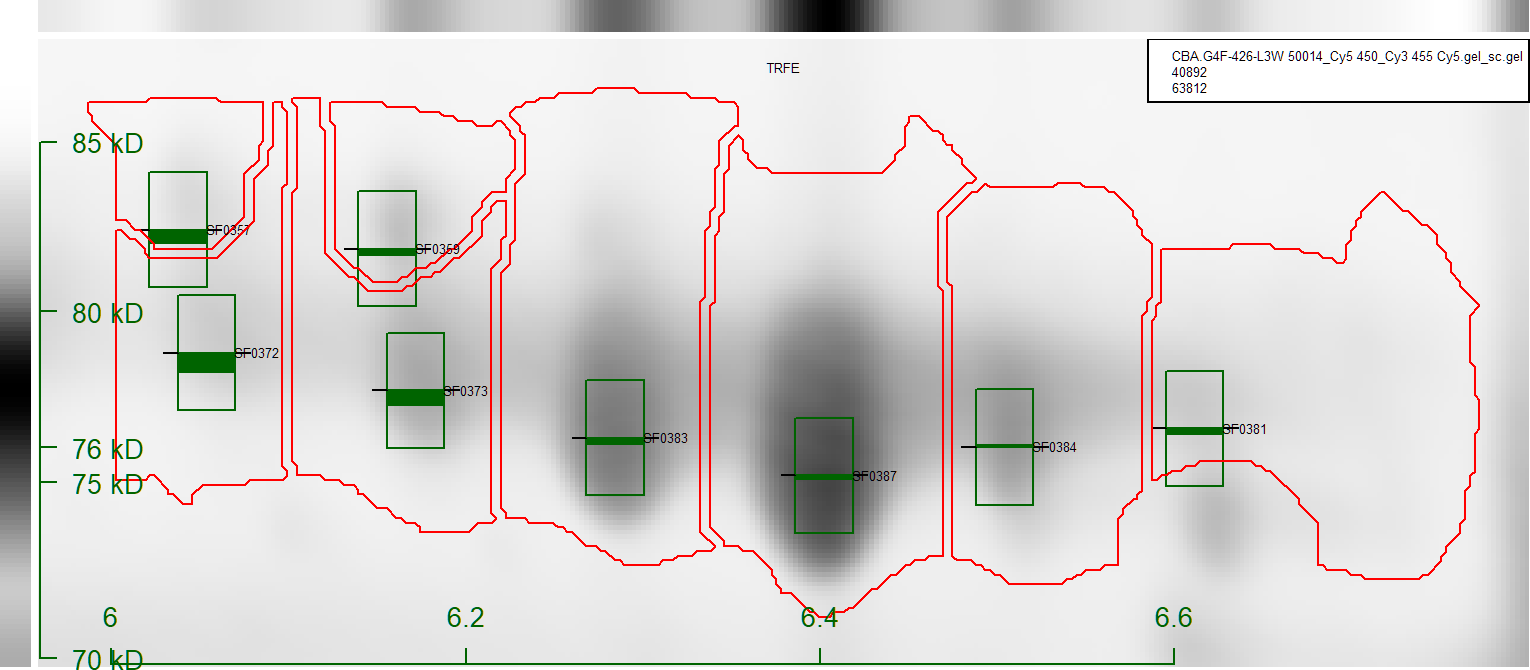 CBA.G4F-426-L3W 50014_Cy5 450_Cy3 455 Cy5.gel_sc.gel
40892
63812
TRFE
85 kD
SF0357
SF0359
80 kD
SF0372
SF0373
SF0383
SF0381
76 kD
SF0384
75 kD
SF0387
6
6.2
6.4
6.6
70 kD